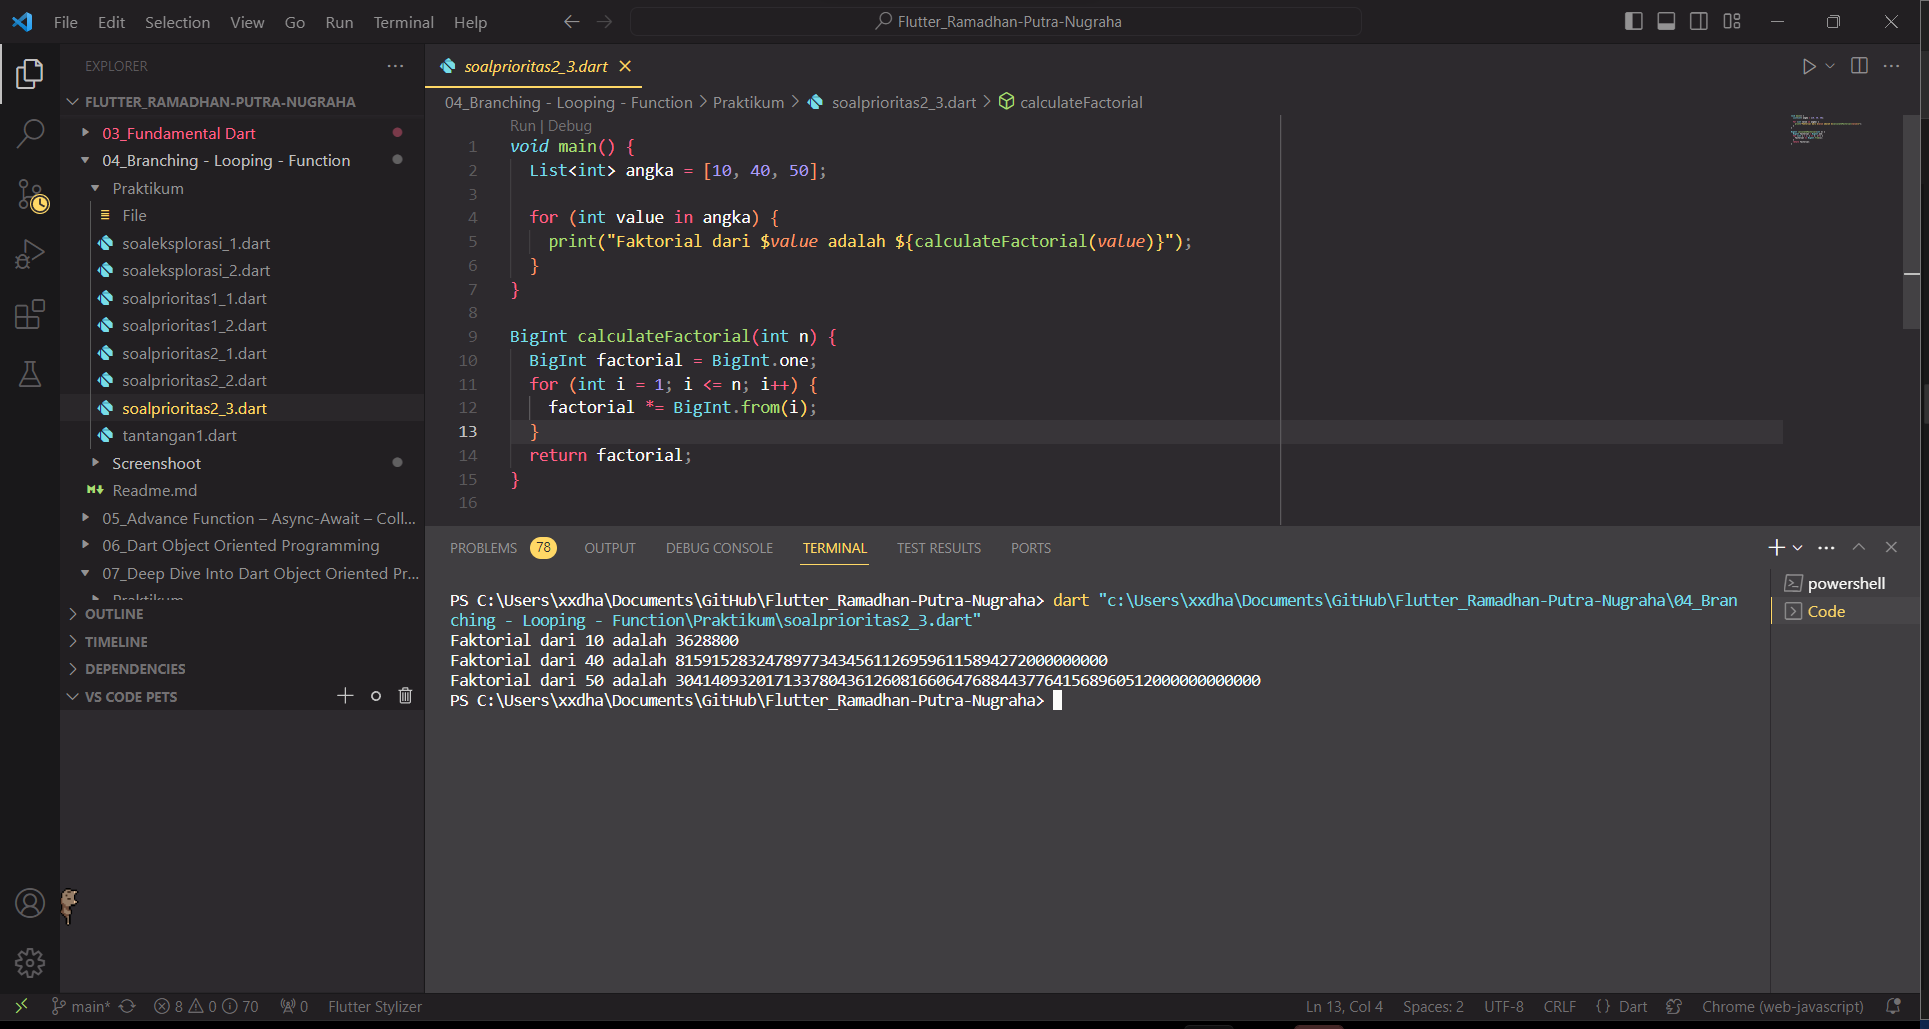 File Edit Selection View Go Run Terminal Help
Flutter_Ramadhan-Putra-Nugraha
EXPLORER
FLUTTER_RAMADHAN-PUTRA-NUGRAHA
03_Fundamental Dart
04_Branching - Looping - Function
Praktikum
File
soaleksplorasi_1.dart
soaleksplorasi_2.dart
soalprioritas1_1.dart
soalprioritas1_2.dart
soalprioritas2_1.dart
soalprioritas2_2.dart
soalprioritas2_3.dart
tantangan1.dart
Screenshoot
Readme.md
05_Advance Function – Async-Await – Coll...
06_Dart Object Oriented Programming
07_Deep Dive Into Dart Object Oriented Pr...
Praktikum
OUTLINE
TIMELINE
DEPENDENCIES
VS CODE PETS
soalprioritas2_3.dart
04_Branching - Looping - Function > Praktikum > soalprioritas2_3.dart > calculateFactorial
Run | Debug
1 void main() {
2 List<int> angka = [10, 40, 50];
3
4 for (int value in angka) {
5 print("Faktorial dari $value adalah ${calculateFactorial(value)}");
6 }
7 }
8
9 BigInt calculateFactorial(int n) {
10 BigInt factorial = BigInt.one;
11 for (int i = 1; i <= n; i++) {
12 factorial *= BigInt.from(i);
13 }
14 return factorial;
15 }
16
PROBLEMS 78 OUTPUT DEBUG CONSOLE TERMINAL TEST RESULTS PORTS
PS C:\Users\xxdha\Documents\GitHub\Flutter_Ramadhan-Putra-Nugraha> dart "c:\Users\xxdha\Documents\GitHub\Flutter_Ramadhan-Putra-Nugraha\04_Bran
ching - Looping - Function\Praktikum\soalprioritas2_3.dart"
Faktorial dari 10 adalah 3628800
Faktorial dari 40 adalah 815915283247897734345611269596115894272000000000
Faktorial dari 50 adalah 30414093201713378043612608166064768844377641568960512000000000000
PS C:\Users\xxdha\Documents\GitHub\Flutter_Ramadhan-Putra-Nugraha>
powershell
Code
main* 8 0 70 0 Flutter Stylizer
Ln 13, Col 4 Spaces: 2 UTF-8 CRLF {} Dart Chrome (web-javascript)